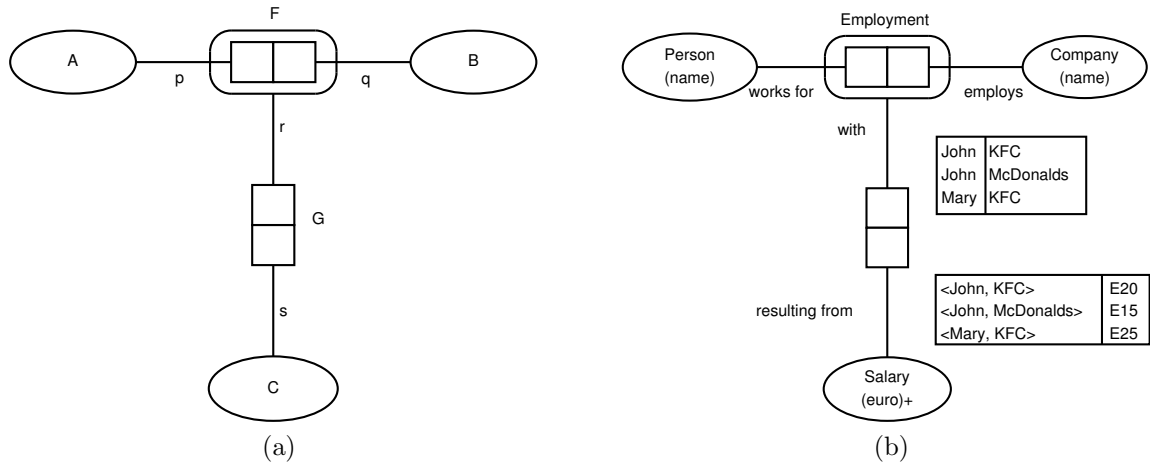 F
A
B
p
q
r
G
s
C
(a)
Employment
Person
(name)
Company
(name)
works for
employs
with
John KFC
John McDonalds
Mary KFC
<John, KFC> E20
<John, McDonalds> E15
<Mary, KFC> E25
resulting from
Salary
(euro)+
(b)